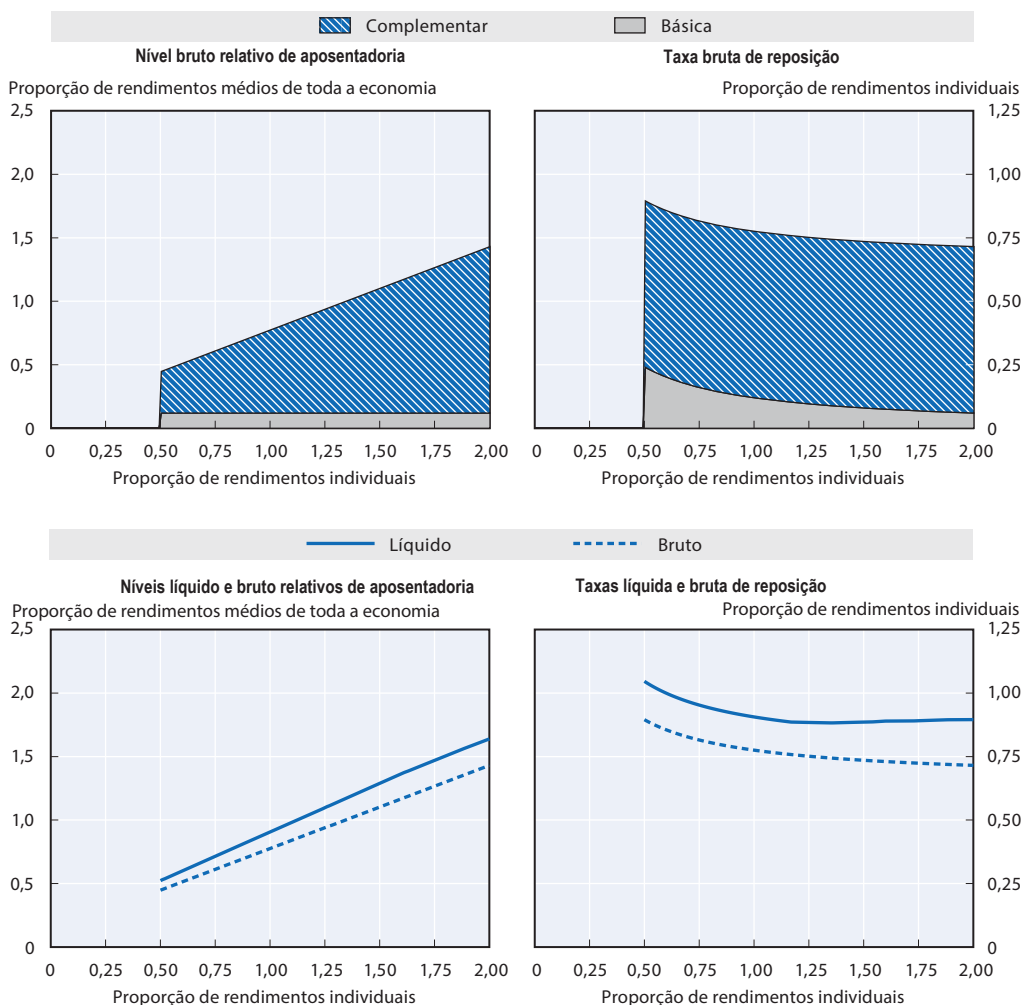 Complementar Básica
Nível bruto relativo de aposentadoria
Proporção de rendimentos médios de toda a economia
2,5
2,0
1,5
1,0
0,5
0
0 0,25 0,50 0,75 1,00 1,25 1,50 1,75 2,00
Proporção de rendimentos individuais
Taxa bruta de reposição
Proporção de rendimentos individuais
1,25
1,00
0,75
0,50
0,25
0
0 0,25 0,50 0,75 1,00 1,25 1,50 1,75 2,00
Proporção de rendimentos individuais
Líquido Bruto
Níveis líquido e bruto relativos de aposentadoria
Proporção de rendimentos médios de toda a economia
2,5
2,0
1,5
1,0
0,5
0
0 0,25 0,50 0,75 1,00 1,25 1,50 1,75 2,00
Proporção de rendimentos individuais
Taxas líquida e bruta de reposição
Proporção de rendimentos individuais
1,25
1,00
0,75
0,50
0,25
0
0 0,25 0,50 0,75 1,00 1,25 1,50 1,75 2,00
Proporção de rendimentos individuais